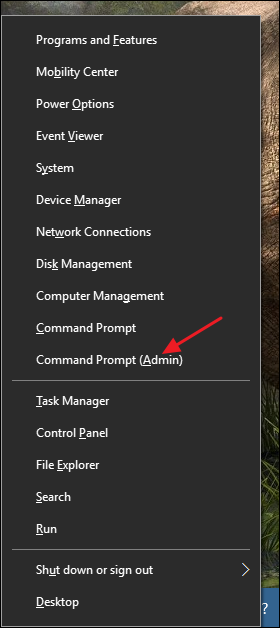 Programs and Features
Mobility Center
Power Options
Event Viewer
System
Device Manager
Network Connections
Disk Management
Computer Management
Command Prompt
Command Prompt (Admin)
Task Manager
Control Panel
File Explorer
Search
Run
Shut down or sign out
Desktop
?